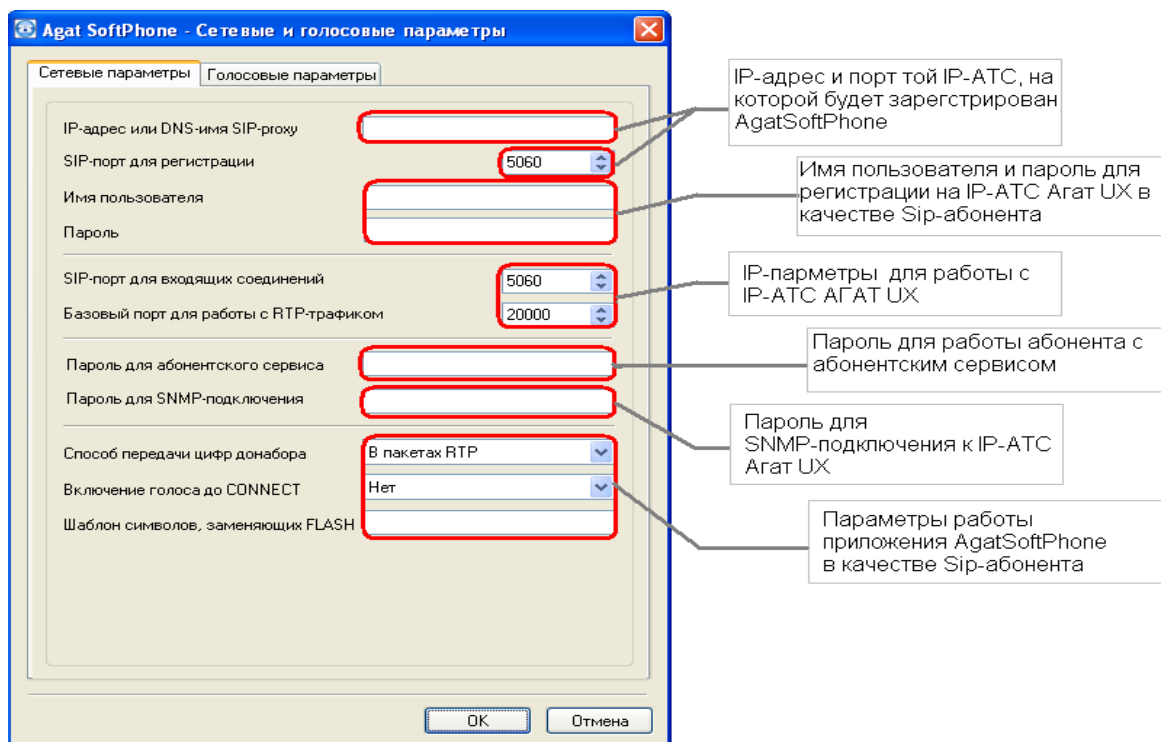 Agat SoftPhone - Сетевые и голосовые параметры
Сетевые параметры
Голосовые параметры
IP-адрес или DNS-имя SIP-proxy
SIP-порт для регистрации
5060
Имя пользователя
Пароль
SIP-порт для входящих соединений
5060
Базовый порт для работы с RTP-трафиком
20000
Пароль для абонентского сервиса
Пароль для SNMP-подключения
Способ передачи цифр донабора
В пакетах RTP
Включение голоса до CONNECT
Нет
Шаблон символов, заменяющих FLASH
OK
Отмена
IP-адрес и порт той IP-АТС, на
которой будет зарегстрирован
AgatSoftPhone
Имя пользователя и пароль для
регистрации на IP-АТС Агат UX в
качестве Sip-абонента
IP-парметры для работы с
IP-АТС АГАТ UX
Пароль для работы абонента с
абонентским сервисом
Пароль для
SNMP-подключения к IP-АТС
Агат UX
Параметры работы
приложения AgatSoftPhone
в качестве Sip-абонента